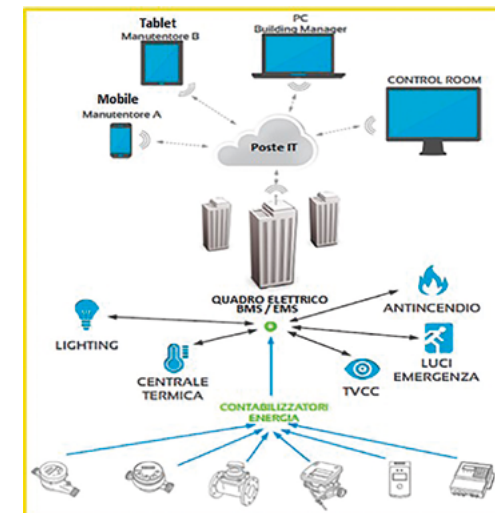 Tablet
Manutentore B
PC
Building Manager
CONTROL ROOM
Mobile
Manutentore A
Poste IT
QUADRO ELETTRICO
BMS / EMS
ANTINCENDIO
LIGHTING
LUCI
EMERGENZA
CENTRALE
TERMICA
TVCC
CONTABILIZZATORI
ENERGIA